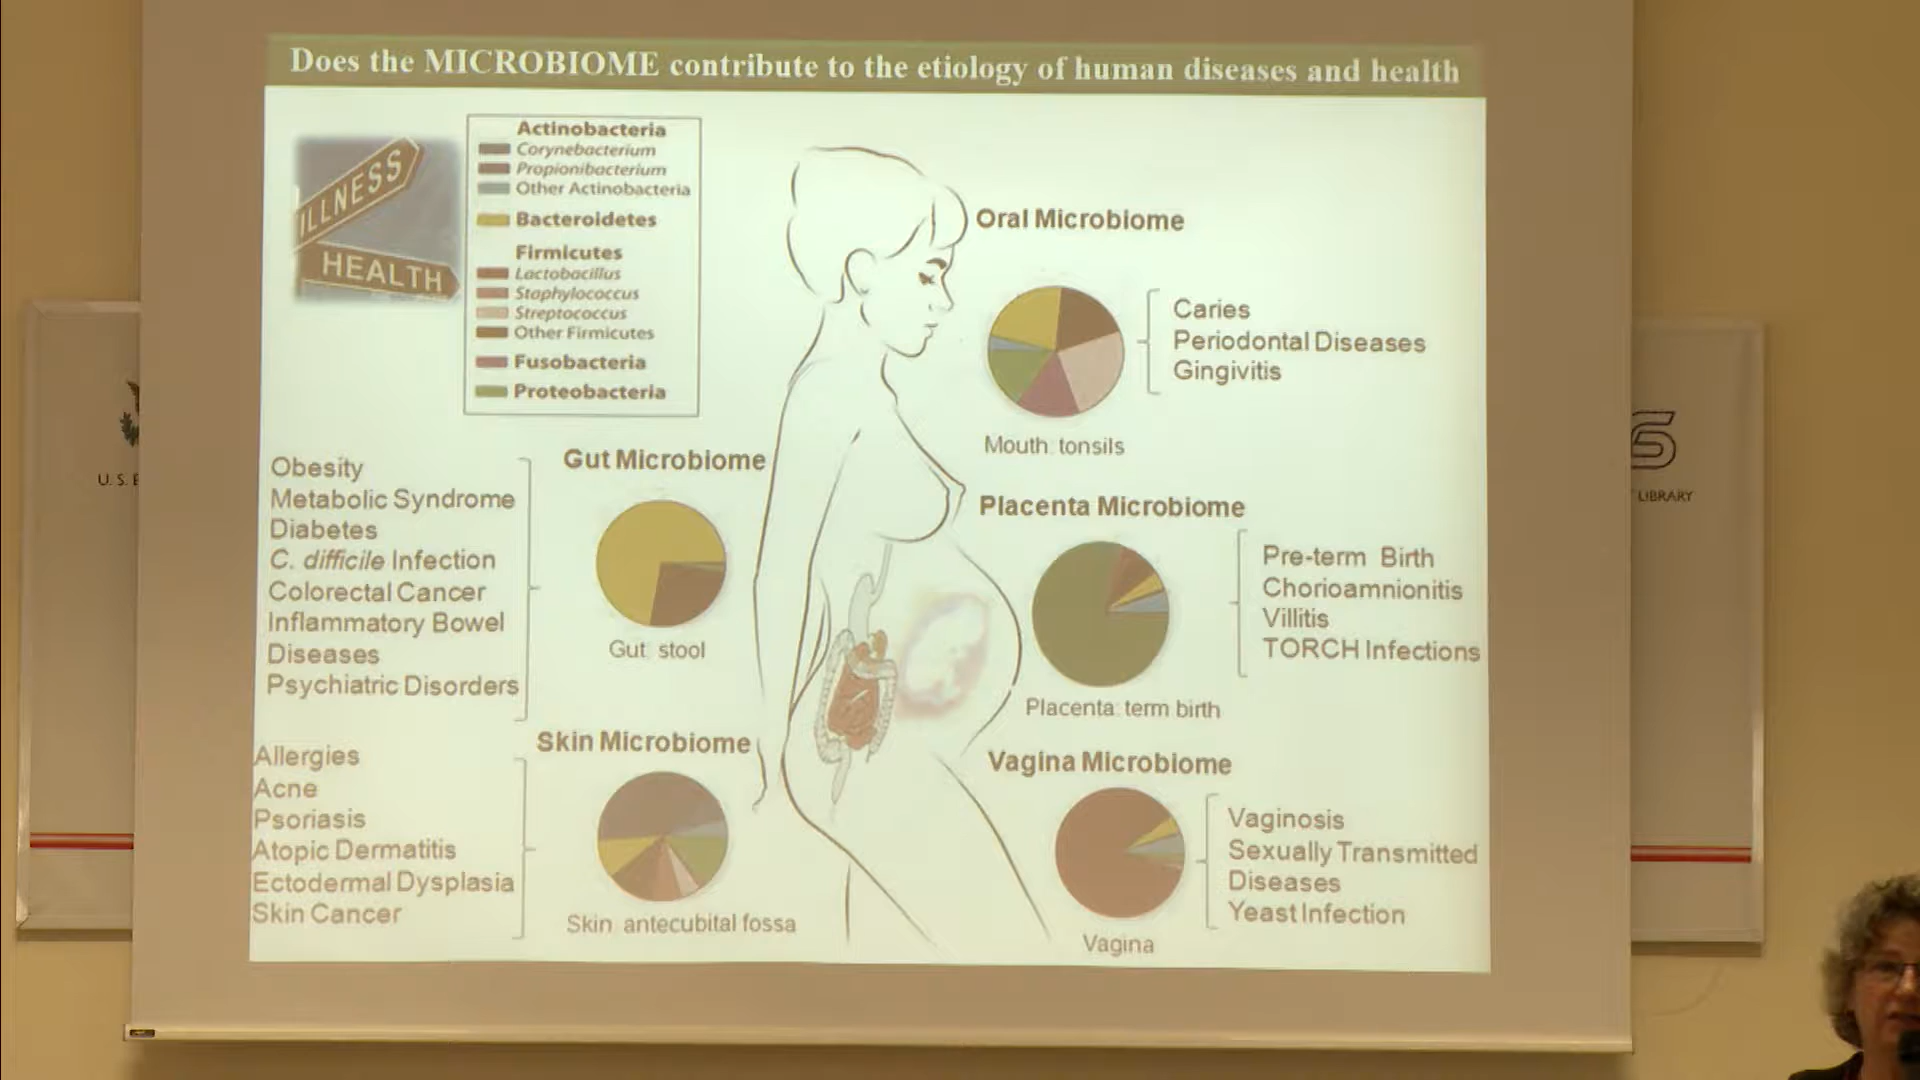 Does the MICROBIOME contribute to the etiology of human diseases and health
ILLNESS
HEALTH
Actinobacteria
Corynebacterium
Propionibacterium
Other Actinobacteria
Bacteroidetes
Firmicutes
Lactobacillus
Staphylococcus
Streptococcus
Other Firmicutes
Fusobacteria
Proteobacteria
Oral Microbiome
Caries
Periodontal Diseases
Gingivitis
Mouth: tonsils
Gut Microbiome
Obesity
Metabolic Syndrome
Diabetes
C. difficile Infection
Colorectal Cancer
Inflammatory Bowel
Diseases
Psychiatric Disorders
Gut: stool
Placenta Microbiome
Pre-term Birth
Chorioamnionitis
Villitis
TORCH Infections
Placenta: term birth
Skin Microbiome
Allergies
Acne
Psoriasis
Atopic Dermatitis
Ectodermal Dysplasia
Skin Cancer
Skin: antecubital fossa
Vagina Microbiome
Vaginosis
Sexually Transmitted
Diseases
Yeast Infection
Vagina
U.S.
LIBRARY